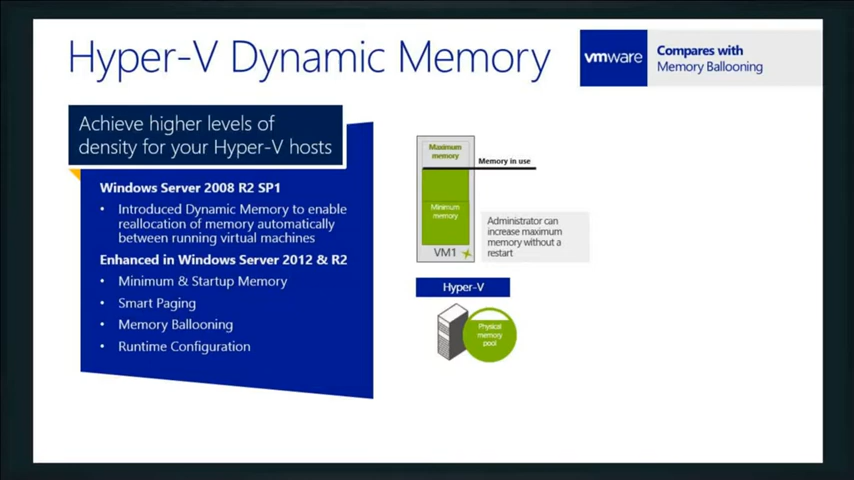 Hyper-V Dynamic Memory
vmware
Compares with
Memory Ballooning
Achieve higher levels of
density for your Hyper-V hosts
Windows Server 2008 R2 SP1
• Introduced Dynamic Memory to enable
reallocation of memory automatically
between running virtual machines
Enhanced in Windows Server 2012 & R2
• Minimum & Startup Memory
• Smart Paging
• Memory Ballooning
• Runtime Configuration
Maximum
memory
Memory in use
Minimum
memory
VM1
Administrator can
increase maximum
memory without a
restart
Hyper-V
Physical
memory
pool